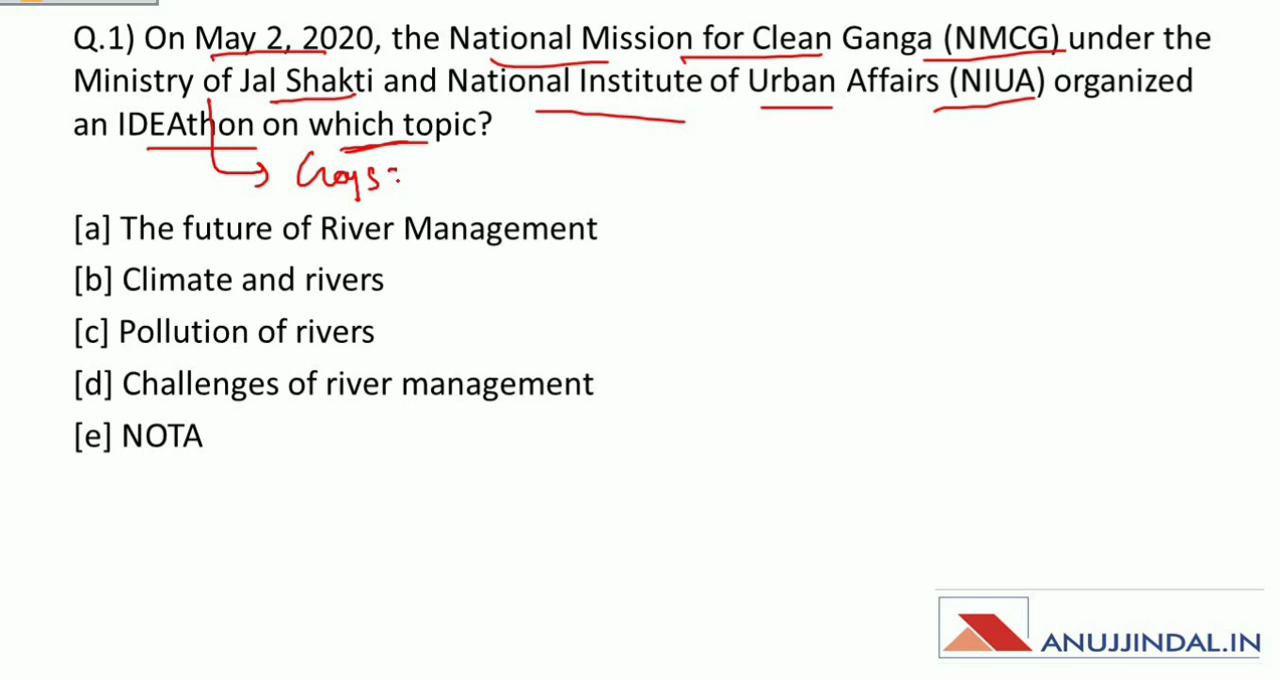 Q.1) On May 2, 2020, the National Mission for Clean Ganga (NMCG) under the
Ministry of Jal Shakti and National Institute of Urban Affairs (NIUA) organized
an IDEAthon on which topic?
[a] The future of River Management
[b] Climate and rivers
[c] Pollution of rivers
[d] Challenges of river management
[e] NOTA
ANUJJINDAL.IN